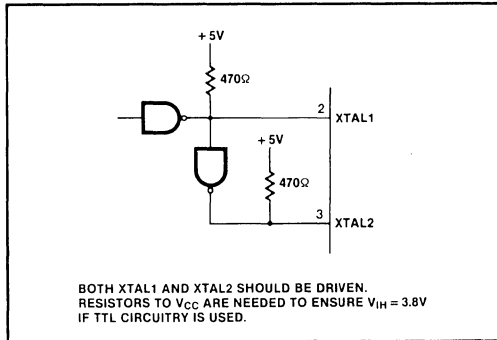 + 5V
470Ω
2
XTAL1
+ 5V
470Ω
3
XTAL2
BOTH XTAL1 AND XTAL2 SHOULD BE DRIVEN.
RESISTORS TO VCC ARE NEEDED TO ENSURE VIH = 3.8V
IF TTL CIRCUITRY IS USED.